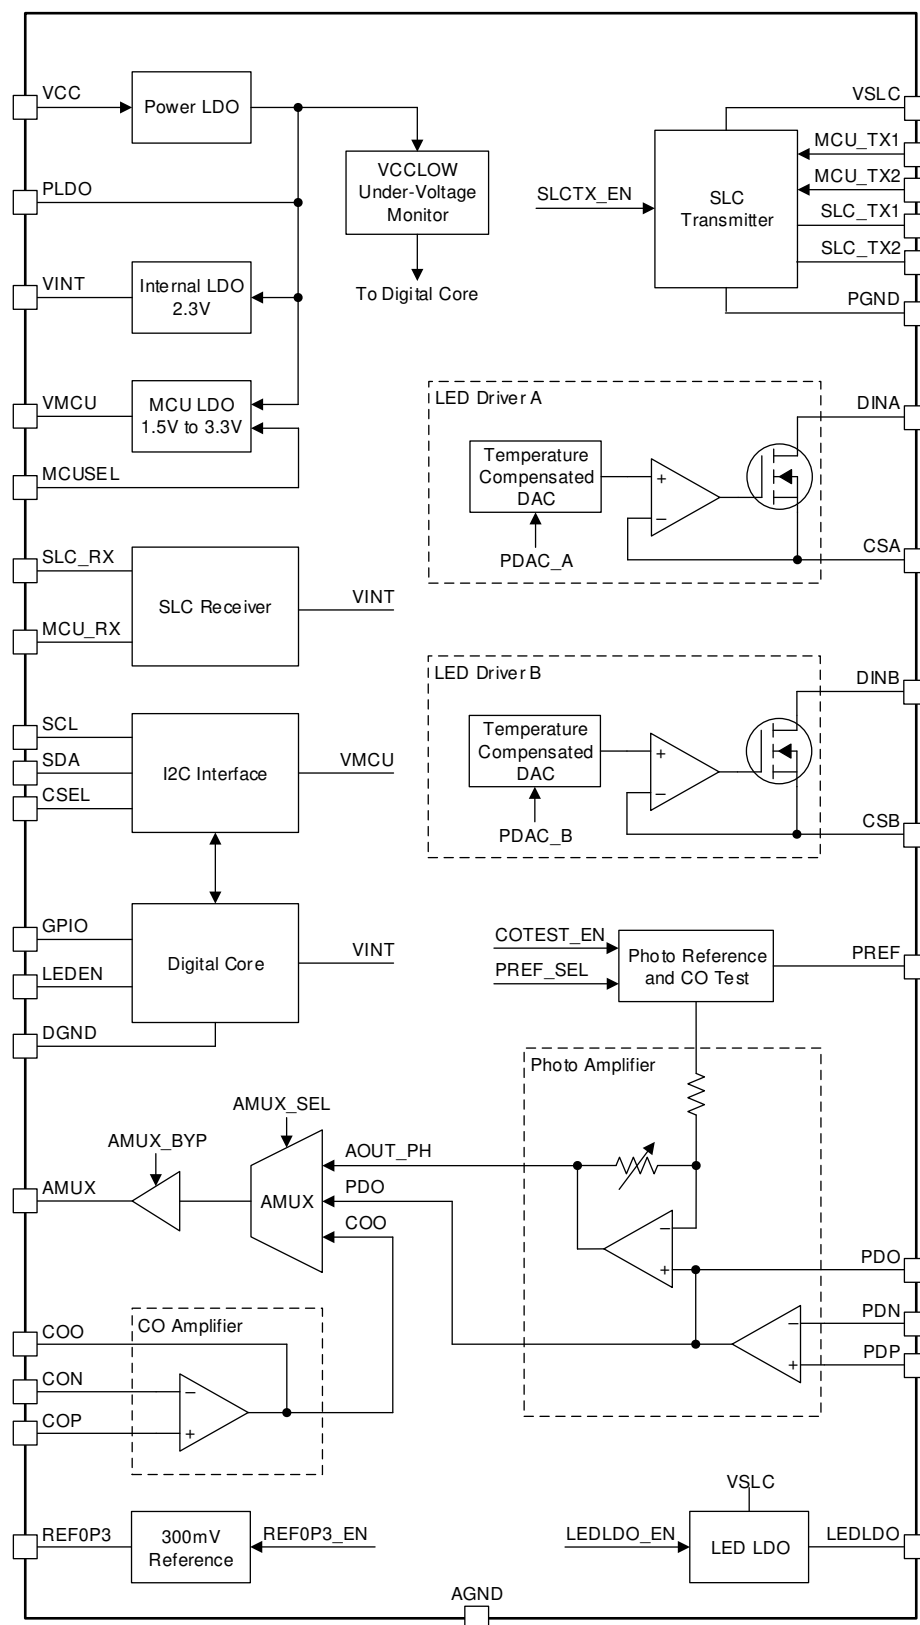 VCC
Power LDO
PLDO
VCCLOW
Under-Voltage
Monitor
To Digital Core
VINT
Internal LDO
2.3V
VMCU
MCU LDO
1.5V to 3.3V
MCUSEL
VSLC
MCU_TX1
MCU_TX2
SLC_TX1
SLC_TX2
PGND
SLCTX_EN
SLC
Transmitter
LED Driver A
Temperature
Compensated
DAC
PDAC_A
+
−
DINA
CSA
SLC_RX
MCU_RX
SLC Receiver
VINT
LED Driver B
Temperature
Compensated
DAC
PDAC_B
+
−
DINB
CSB
SCL
SDA
CSEL
I2C Interface
VMCU
GPIO
LEDEN
DGND
Digital Core
VINT
COTEST_EN
PREF_SEL
Photo Reference
and CO Test
PREF
Photo Amplifier
AMUX_SEL
AMUX_BYP
AMUX
AMUX
AOUT_PH
PDO
COO
−
+
PDO
PDN
PDP
−
+
CO Amplifier
COO
CON
COP
−
+
REF0P3
300mV
Reference
REF0P3_EN
VSLC
LEDLDO_EN
LED LDO
LEDLDO
AGND